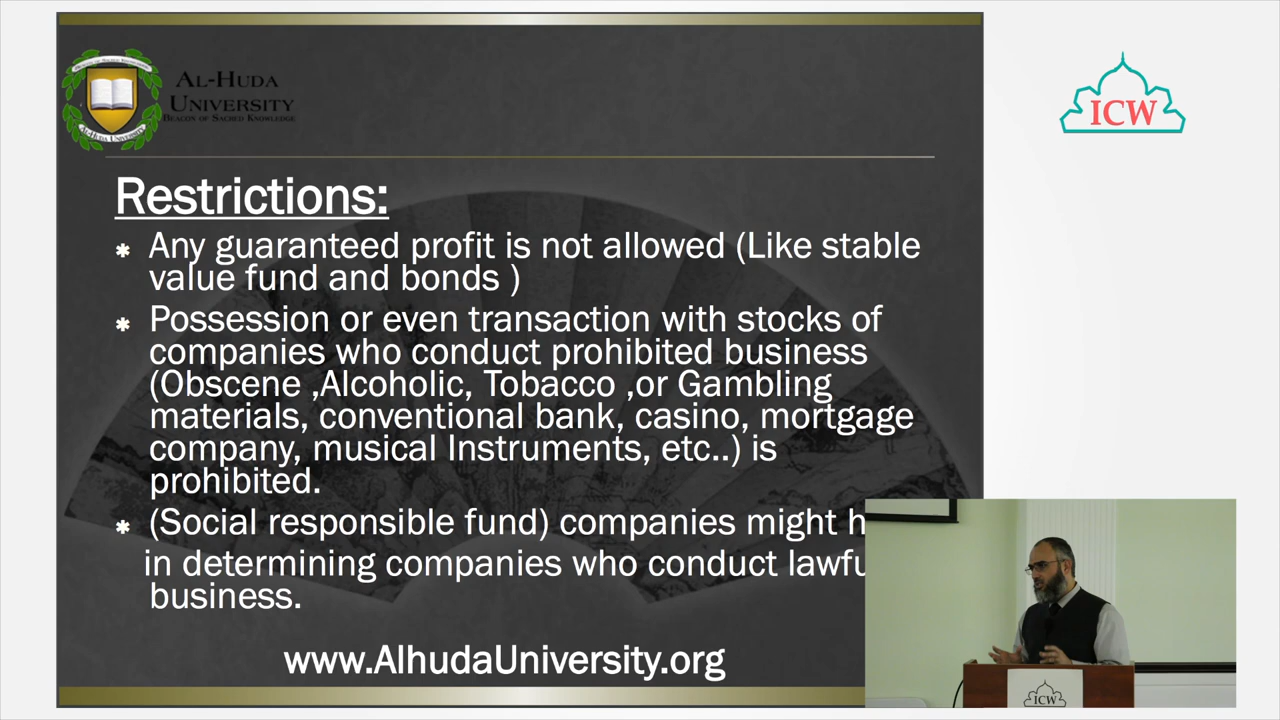 AL-HUDA
UNIVERSITY
BEACON OF SACRED KNOWLEDGE
AL-HUDA UNIVERSITY
ICW
Restrictions:
Any guaranteed profit is not allowed (Like stable
value fund and bonds )
Possession or even transaction with stocks of
companies who conduct prohibited business
(Obscene ,Alcoholic, Tobacco ,or Gambling
materials, conventional bank, casino, mortgage
company, musical Instruments, etc..) is
prohibited.
(Social responsible fund) companies might
in determining companies who conduct
business.
www.AlhudaUniversity.org
ICW